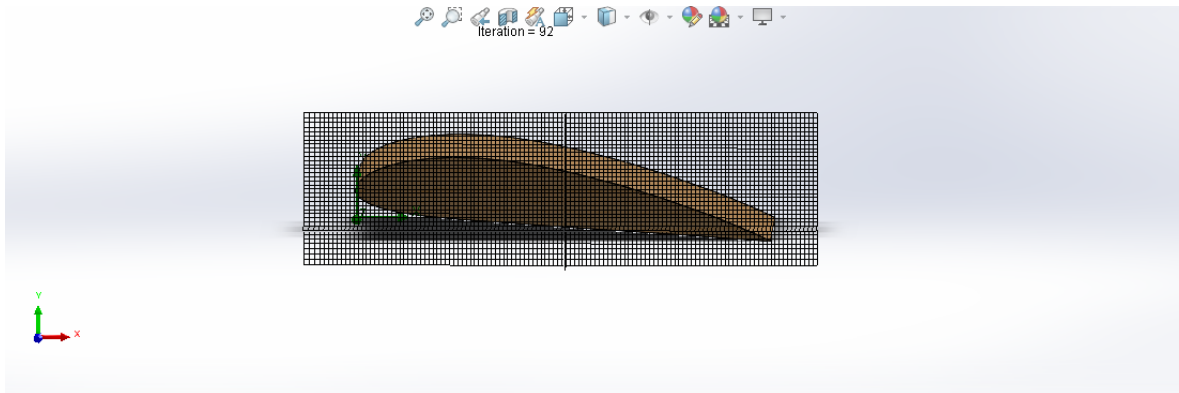 Iteration = 92
Y
X